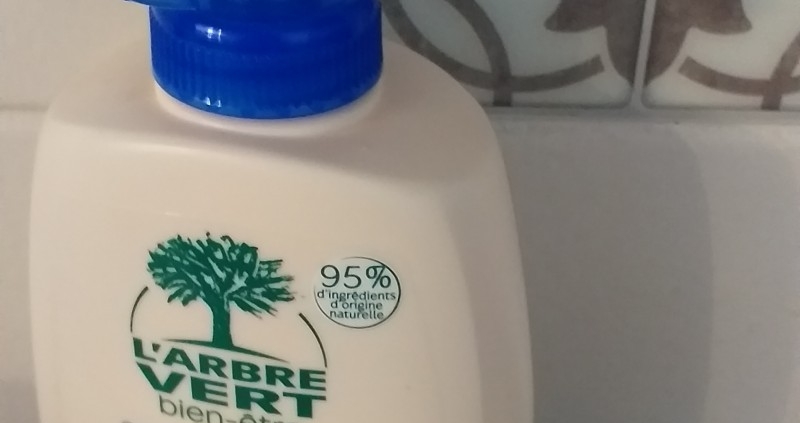 95%
d'ingrédients
d'origine
naturelle
L'ARBRE
VERT
bien-être